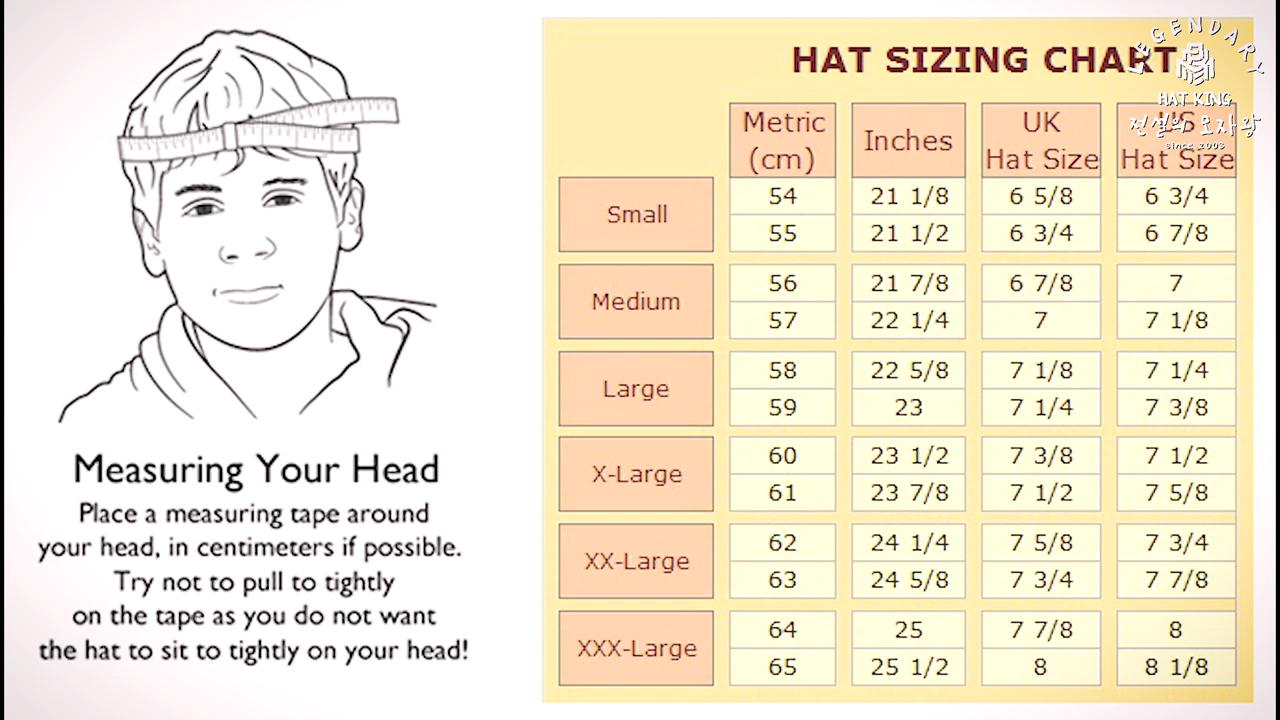 Measuring Your Head
Place a measuring tape around
your head, in centimeters if possible.
Try not to pull to tightly
on the tape as you do not want
the hat to sit to tightly on your head!
HAT SIZING CHART
LEGENDARY
HAT KING
전설의 모자왕
since 2003
Metric (cm) Inches UK Hat Size US Hat Size
Small 54 21 1/8 6 5/8 6 3/4
55 21 1/2 6 3/4 6 7/8
Medium 56 21 7/8 6 7/8 7
57 22 1/4 7 7 1/8
Large 58 22 5/8 7 1/8 7 1/4
59 23 7 1/4 7 3/8
X-Large 60 23 1/2 7 3/8 7 1/2
61 23 7/8 7 1/2 7 5/8
XX-Large 62 24 1/4 7 5/8 7 3/4
63 24 5/8 7 3/4 7 7/8
XXX-Large 64 25 7 7/8 8
65 25 1/2 8 8 1/8